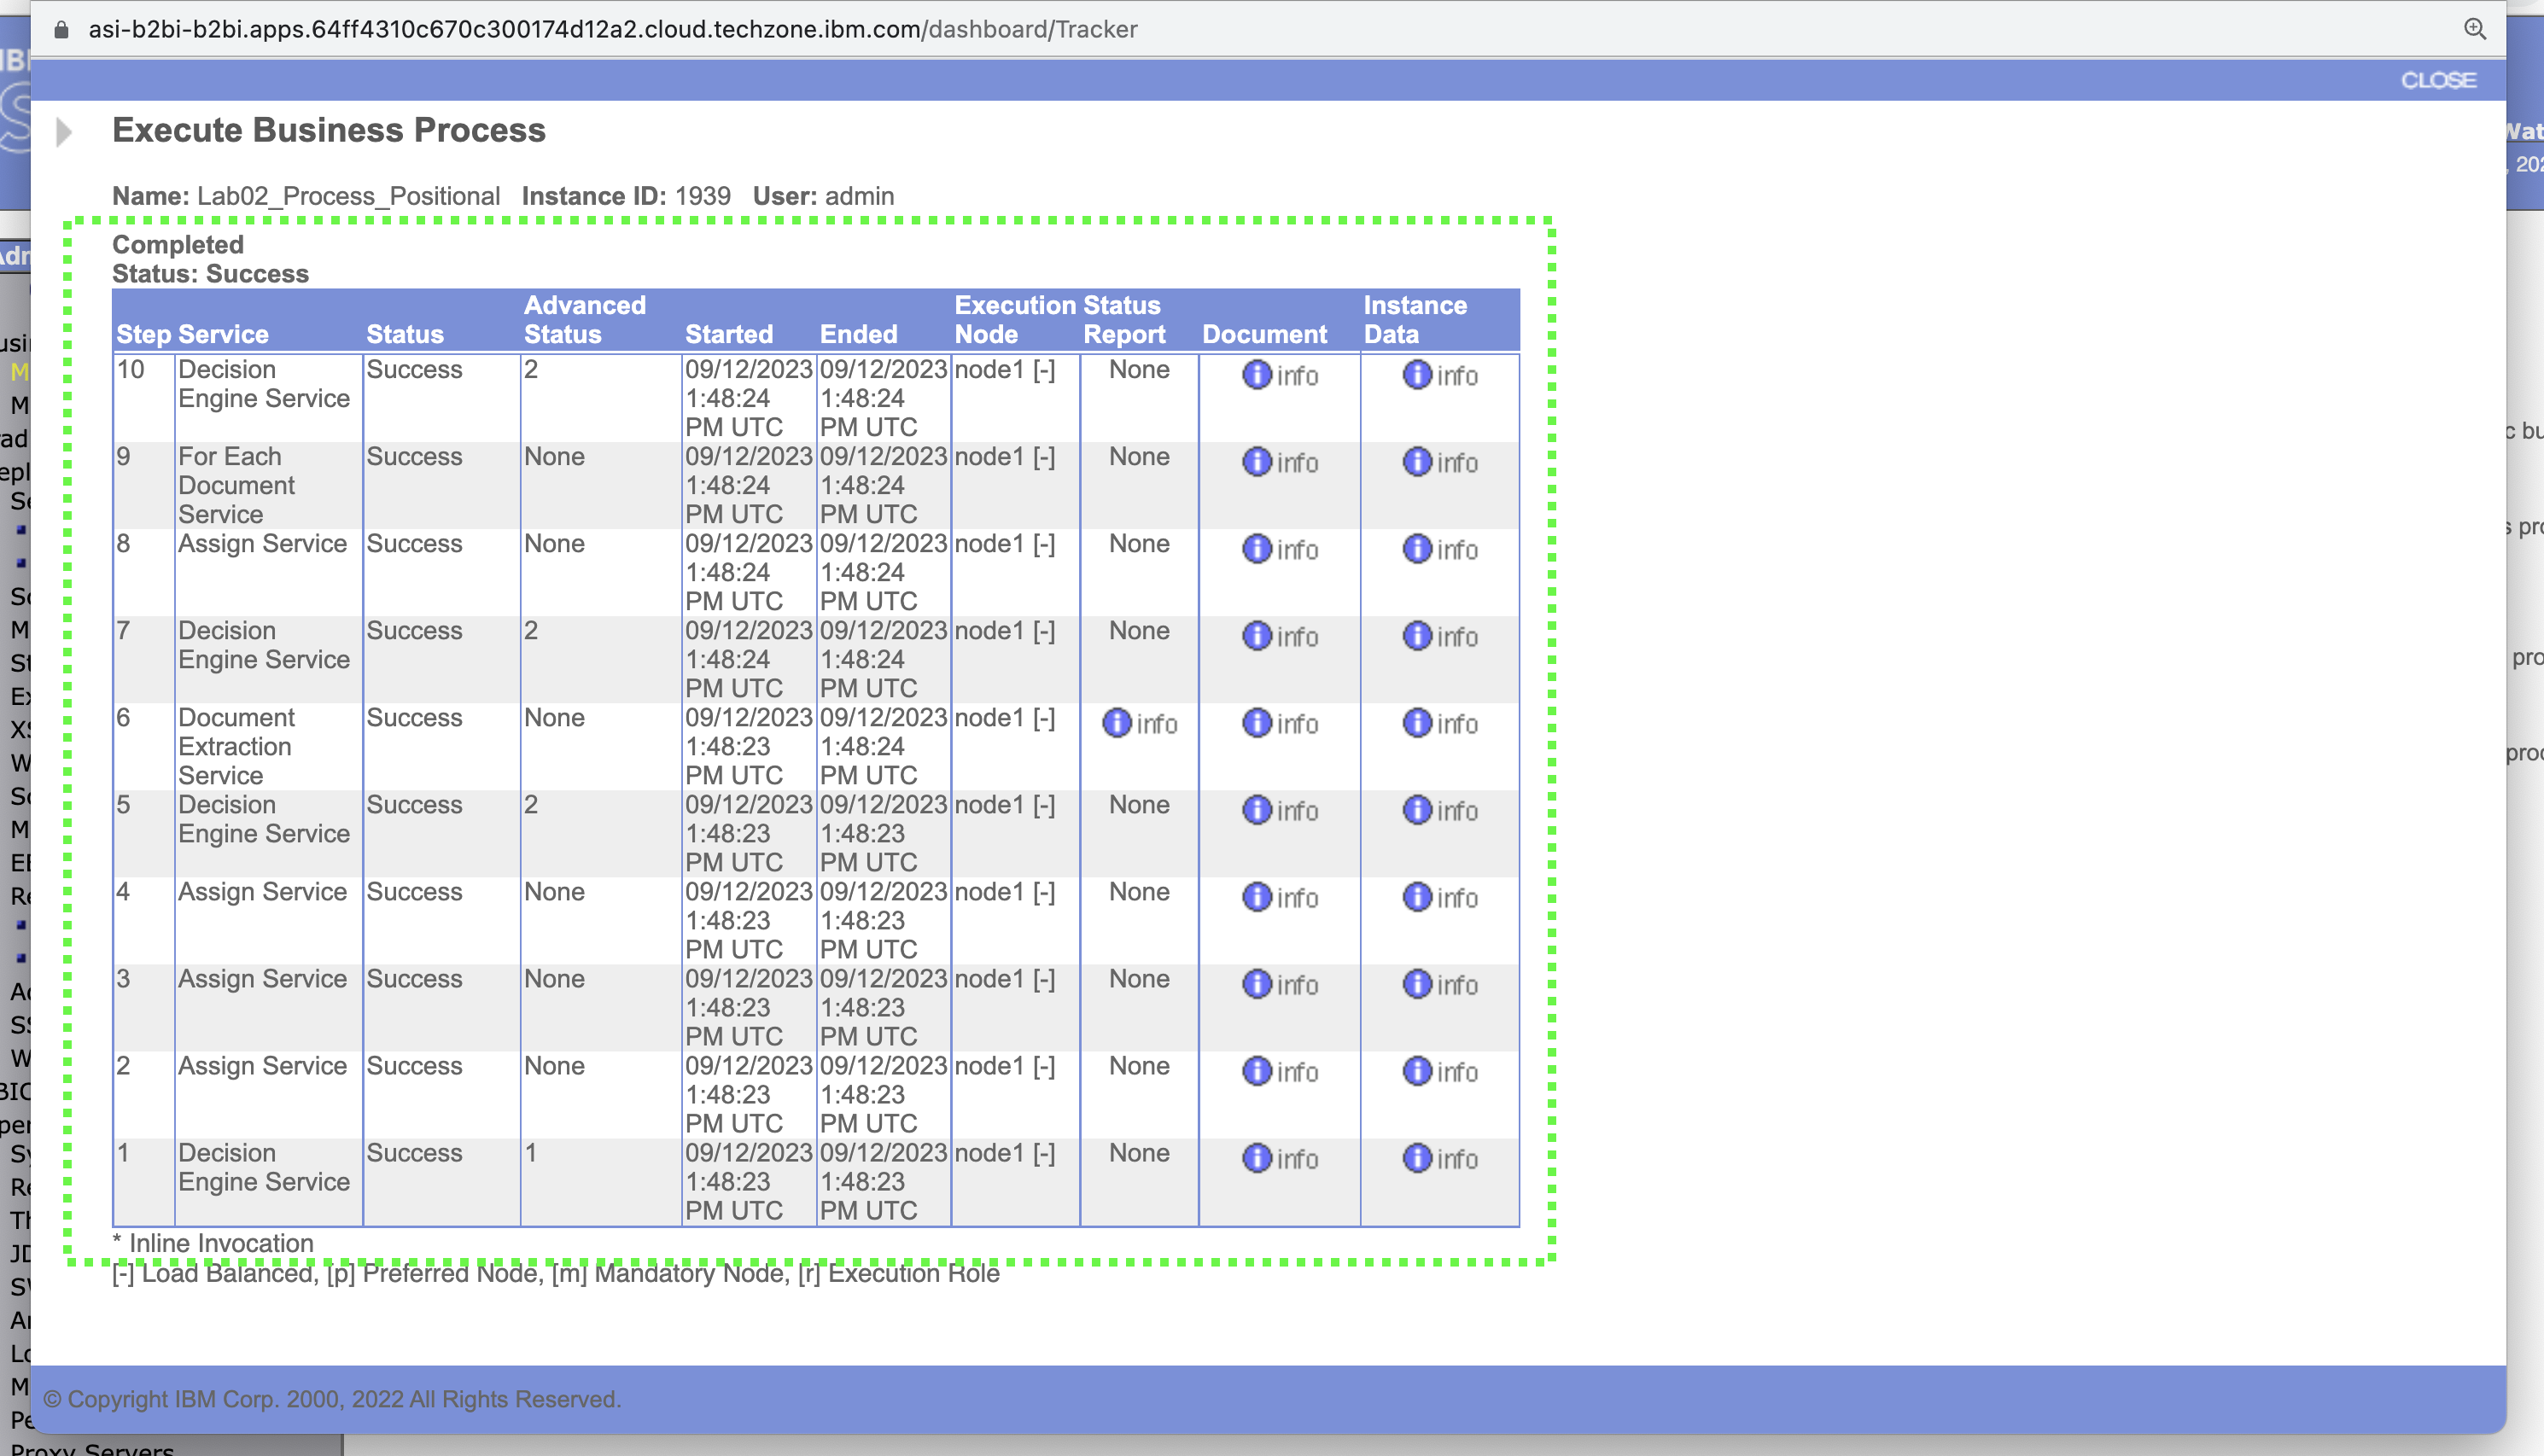 asi-b2bi-b2bi.apps.64ff4310c670c300174d12a2.cloud.techzone.ibm.com/dashboard/Tracker
CLOSE
Execute Business Process
Name: Lab02_Process_Positional Instance ID: 1939 User: admin
Completed
Status: Success
Step Service Status Advanced Status Started Ended Execution Node Status Report Document Instance Data
10 Decision Engine Service Success 2 09/12/2023 1:48:24 PM UTC 09/12/2023 1:48:24 PM UTC node1 [-] None info info
9 For Each Document Service Success None 09/12/2023 1:48:24 PM UTC 09/12/2023 1:48:24 PM UTC node1 [-] None info info
8 Assign Service Success None 09/12/2023 1:48:24 PM UTC 09/12/2023 1:48:24 PM UTC node1 [-] None info info
7 Decision Engine Service Success 2 09/12/2023 1:48:24 PM UTC 09/12/2023 1:48:24 PM UTC node1 [-] None info info
6 Document Extraction Service Success None 09/12/2023 1:48:23 PM UTC 09/12/2023 1:48:24 PM UTC node1 [-] info info info
5 Decision Engine Service Success 2 09/12/2023 1:48:23 PM UTC 09/12/2023 1:48:23 PM UTC node1 [-] None info info
4 Assign Service Success None 09/12/2023 1:48:23 PM UTC 09/12/2023 1:48:23 PM UTC node1 [-] None info info
3 Assign Service Success None 09/12/2023 1:48:23 PM UTC 09/12/2023 1:48:23 PM UTC node1 [-] None info info
2 Assign Service Success None 09/12/2023 1:48:23 PM UTC 09/12/2023 1:48:23 PM UTC node1 [-] None info info
1 Decision Engine Service Success 1 09/12/2023 1:48:23 PM UTC 09/12/2023 1:48:23 PM UTC node1 [-] None info info
* Inline Invocation
[-] Load Balanced, [p] Preferred Node, [m] Mandatory Node, [r] Execution Role
© Copyright IBM Corp. 2000, 2022 All Rights Reserved.
Proxy Servers